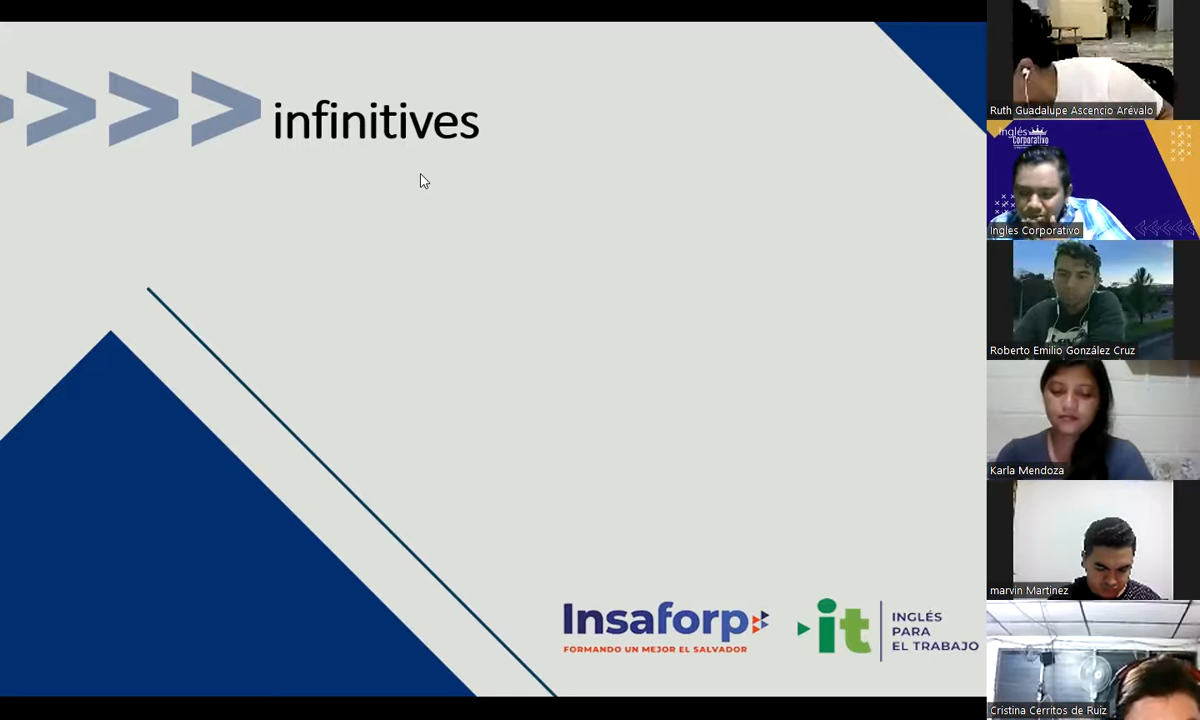 infinitives
Insaforp
FORMANDO UN MEJOR EL SALVADOR
it
INGLÉS
PARA
EL TRABAJO
Ruth Guadalupe Ascencio Arévalo
Inglés
Corporativo
Ingles Corporativo
Roberto Emilio González Cruz
Karla Mendoza
marvin Martinez
Cristina Cerritos de Ruiz